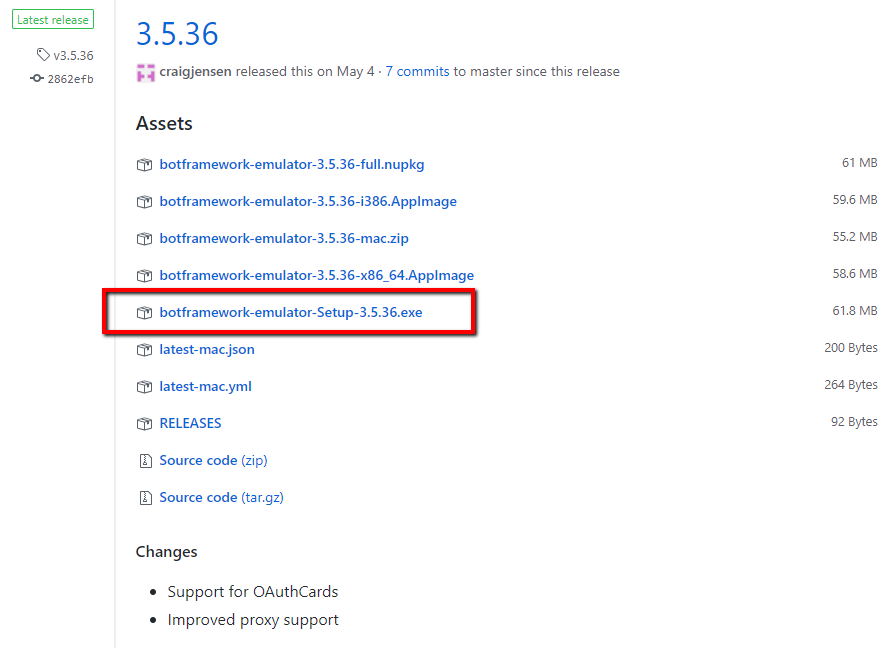 Latest release
v3.5.36
2862efb
3.5.36
craigjensen released this on May 4 · 7 commits to master since this release
Assets
botframework-emulator-3.5.36-full.nupkg 61 MB
botframework-emulator-3.5.36-i386.AppImage 59.6 MB
botframework-emulator-3.5.36-mac.zip 55.2 MB
botframework-emulator-3.5.36-x86_64.AppImage 58.6 MB
botframework-emulator-Setup-3.5.36.exe 61.8 MB
latest-mac.json 200 Bytes
latest-mac.yml 264 Bytes
RELEASES 92 Bytes
Source code (zip)
Source code (tar.gz)
Changes
Support for OAuthCards
Improved proxy support